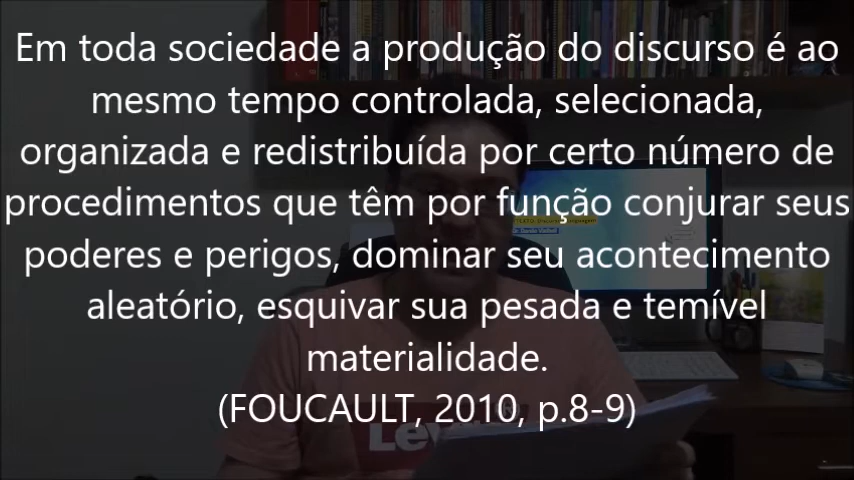 Em toda sociedade a produção do discurso é ao
mesmo tempo controlada, selecionada,
organizada e redistribuída por certo número de
procedimentos que têm por função conjurar seus
poderes e perigos, dominar seu acontecimento
aleatório, esquivar sua pesada e temível
materialidade.
(FOUCAULT, 2010, p.8-9)